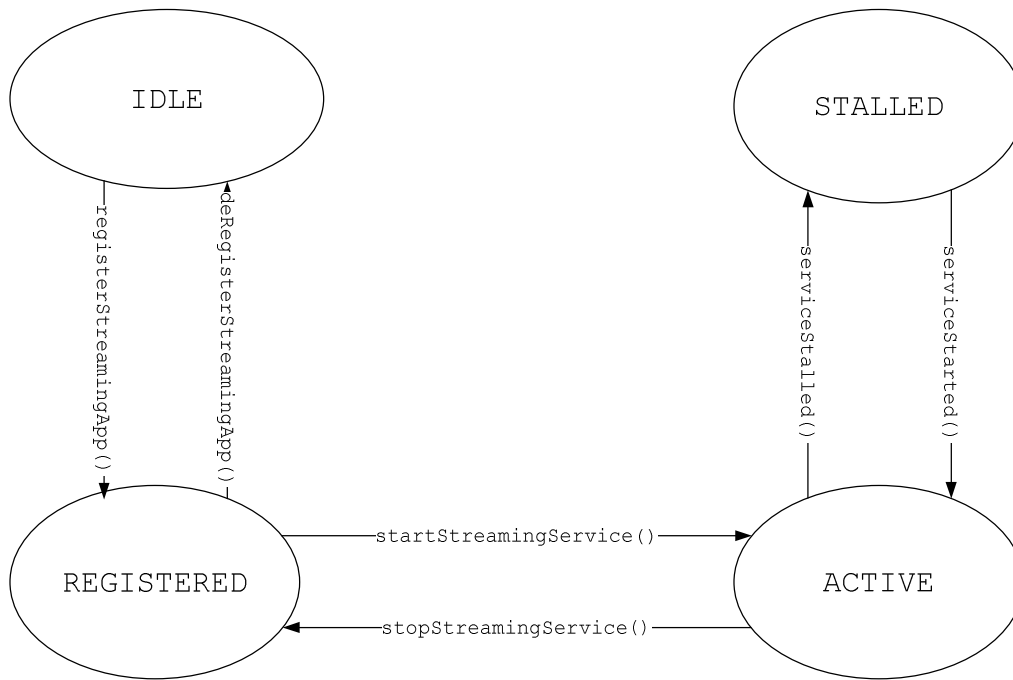 IDLE
STALLED
registerStreamingApp()
deRegisterStreamingApp()
serviceStalled()
serviceStarted()
startStreamingService()
REGISTERED
ACTIVE
stopStreamingService()